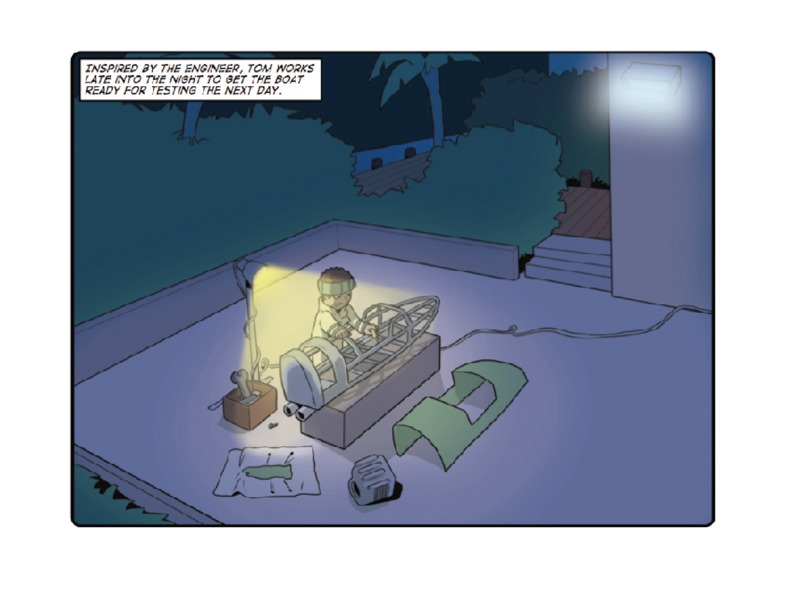 INSPIRED BY THE ENGINEER, TOM WORKS
LATE INTO THE NIGHT TO GET THE BOAT
READY FOR TESTING THE NEXT DAY.